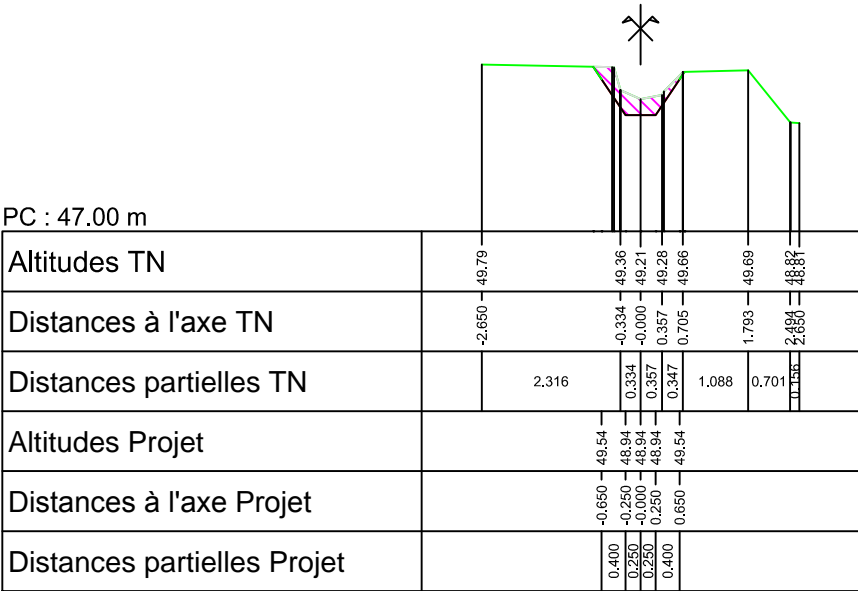 PC : 47.00 m
Altitudes TN 49.79 49.36 49.21 49.28 49.66 49.69 48.82 48.81
Distances à l'axe TN -2.650 -0.334 -0.000 0.357 0.705 1.793 2.494 2.650
Distances partielles TN 2.316 0.334 0.357 0.347 1.088 0.701 0.156
Altitudes Projet 49.54 48.94 48.94 48.94 49.54
Distances à l'axe Projet -0.650 -0.250 -0.000 0.250 0.650
Distances partielles Projet 0.400 0.250 0.250 0.400